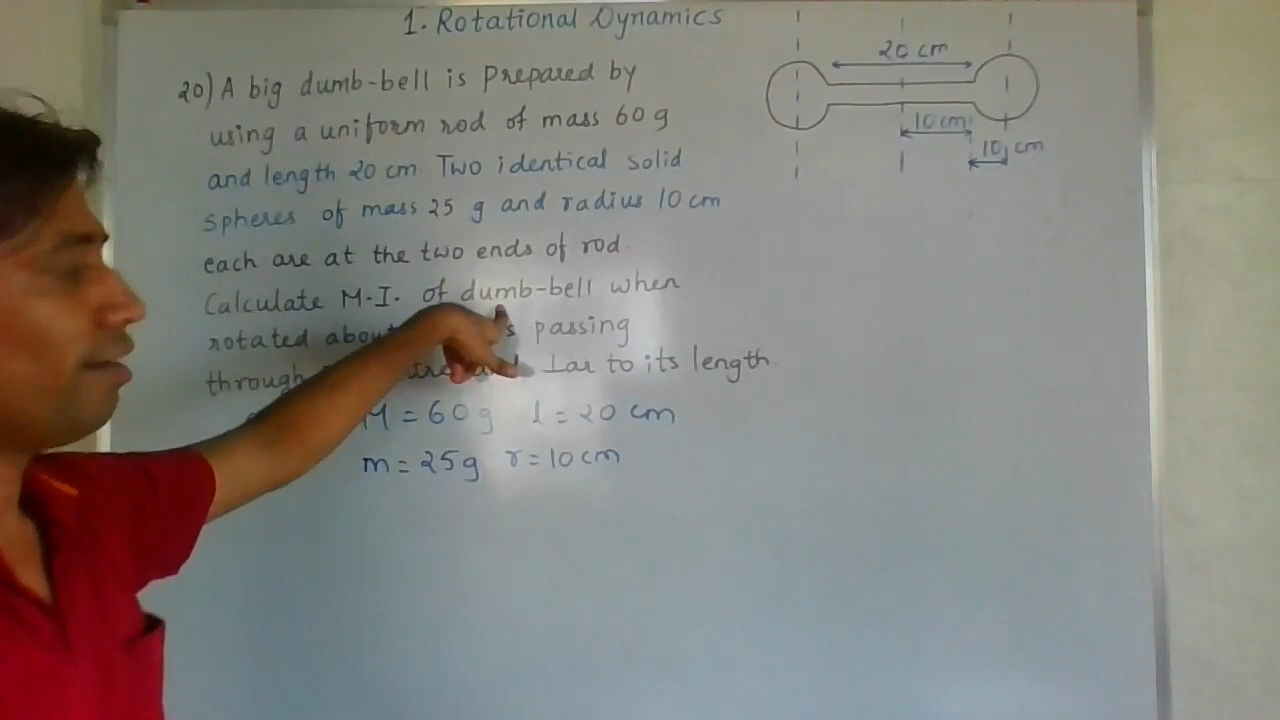 1. Rotational Dynamics
20) A big dumb-bell is prepared by
using a uniform rod of mass 60 g
and length 20 cm. Two identical solid
spheres of mass 25 g and radius 10 cm
each are at the two ends of rod.
Calculate M.I. of dumb-bell when
rotated about passing
through ⊥ar to its length.
M = 60g l = 20 cm
m = 25g r = 10 cm
20 cm
10 cm
10 cm